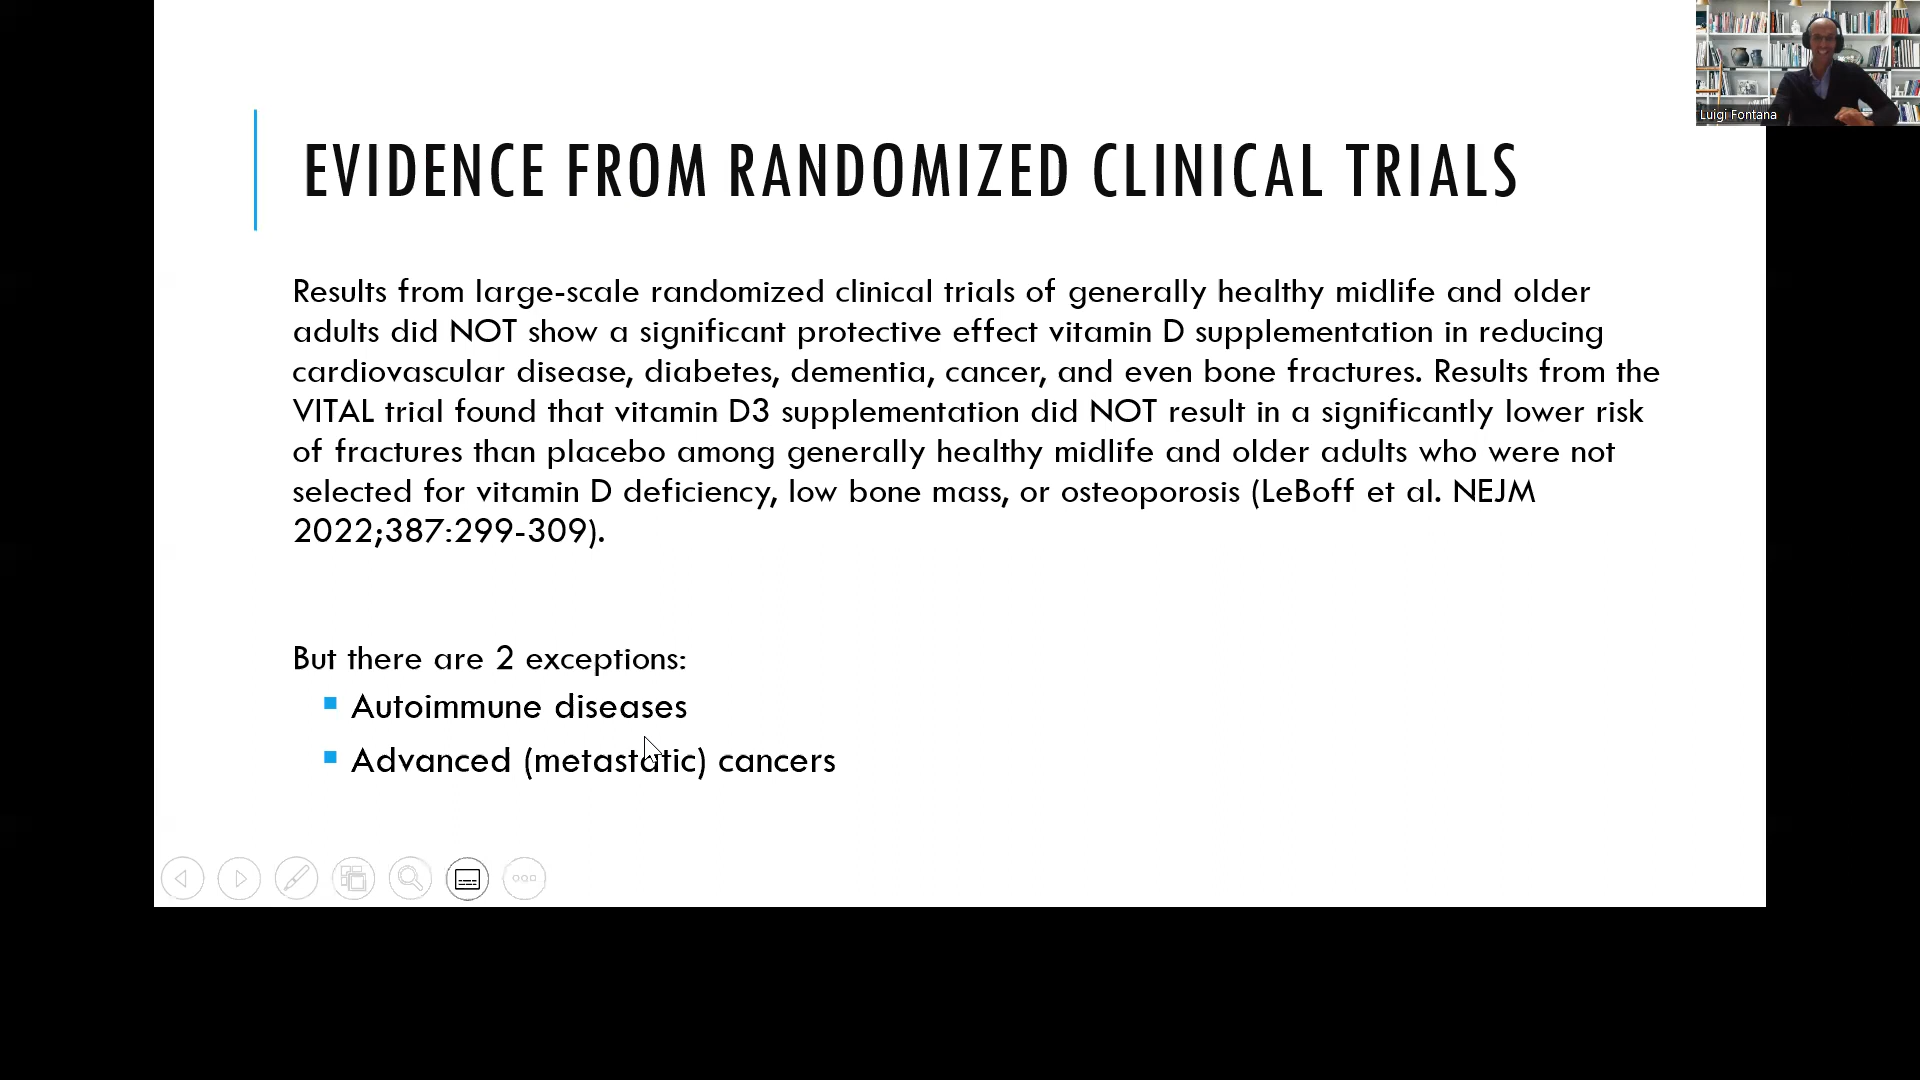 Luigi Fontana
EVIDENCE FROM RANDOMIZED CLINICAL TRIALS
Results from large-scale randomized clinical trials of generally healthy midlife and older
adults did NOT show a significant protective effect vitamin D supplementation in reducing
cardiovascular disease, diabetes, dementia, cancer, and even bone fractures. Results from the
VITAL trial found that vitamin D3 supplementation did NOT result in a significantly lower risk
of fractures than placebo among generally healthy midlife and older adults who were not
selected for vitamin D deficiency, low bone mass, or osteoporosis (LeBoff et al. NEJM
2022;387:299-309).
But there are 2 exceptions:
Autoimmune diseases
Advanced (metastatic) cancers